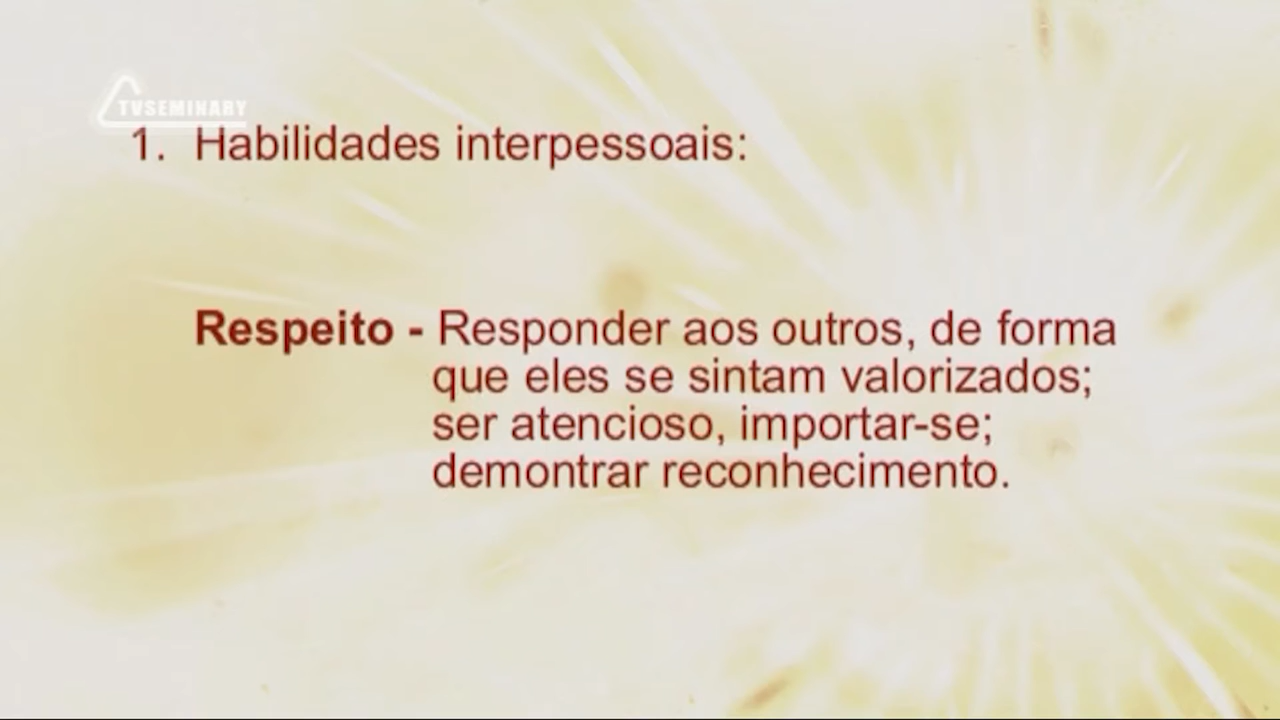 TVSEMINARY
1. Habilidades interpessoais:
Respeito - Responder aos outros, de forma
que eles se sintam valorizados;
ser atencioso, importar-se;
demontrar reconhecimento.